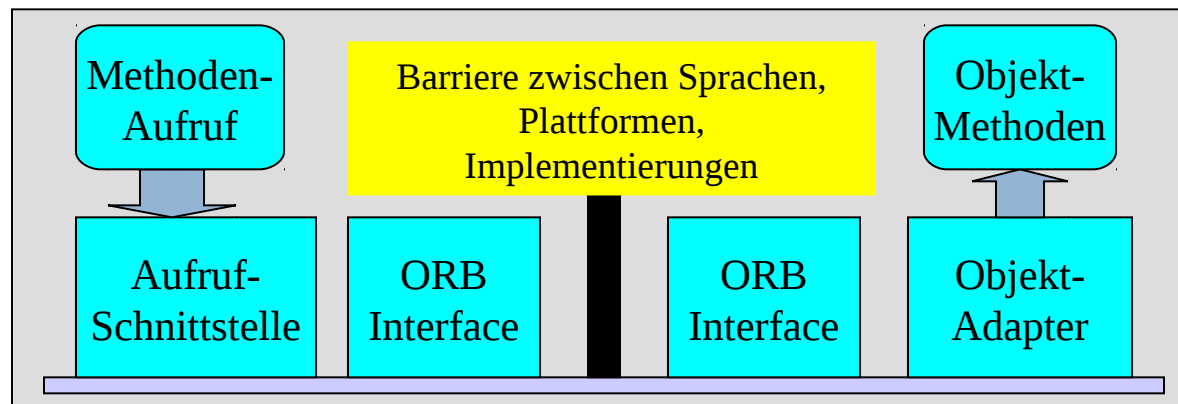 Methoden-
Aufruf
Barriere zwischen Sprachen,
Plattformen,
Implementierungen
Objekt-
Methoden
Aufruf-
Schnittstelle
ORB
Interface
ORB
Interface
Objekt-
Adapter